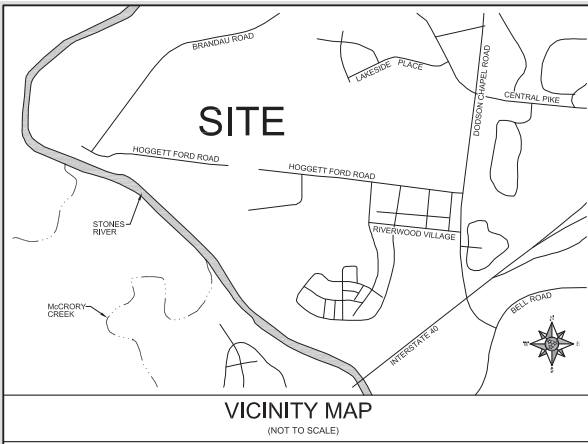 BRANDAU ROAD
LAKESIDE PLACE
DODSON CHAPEL ROAD
CENTRAL PIKE
SITE
HOGGETT FORD ROAD
HOGGETT FORD ROAD
STONES
RIVER
RIVERWOOD VILLAGE
McCRORY
CREEK
INTERSTATE 40
BELL ROAD
N
W
E
S
VICINITY MAP
(NOT TO SCALE)